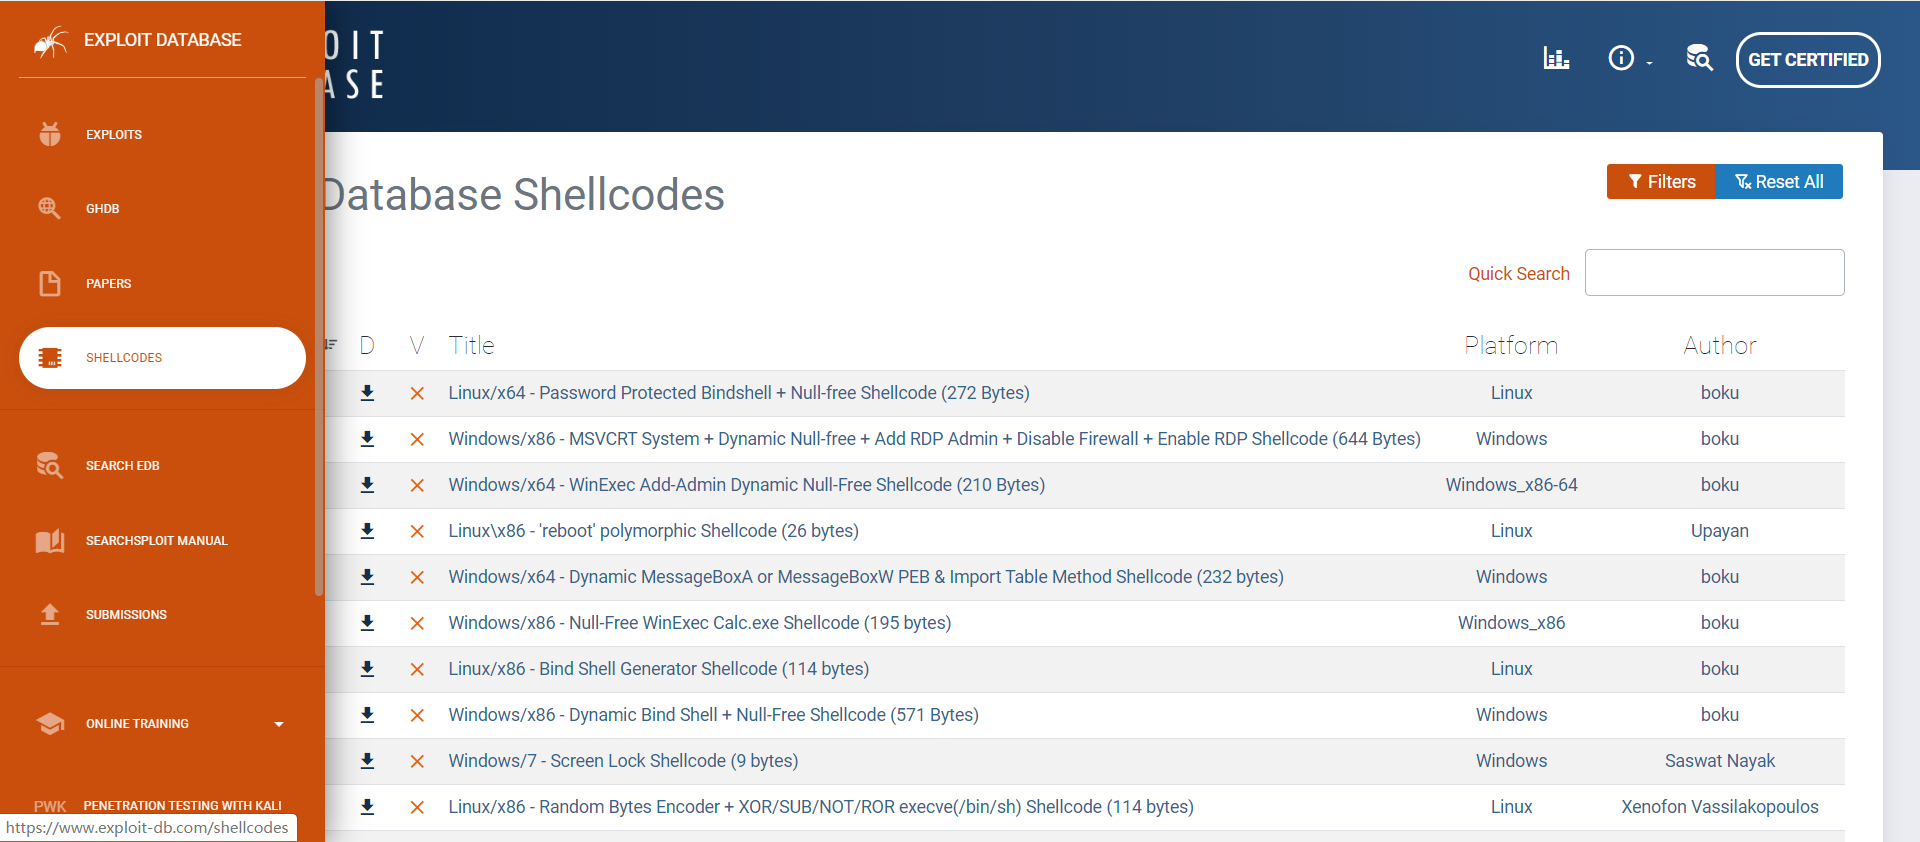 EXPLOIT DATABASE
EXPLOITS
GHDB
PAPERS
SHELLCODES
SEARCH EDB
SEARCHSPLOIT MANUAL
SUBMISSIONS
ONLINE TRAINING
PWK PENETRATION TESTING WITH KALI
https://www.exploit-db.com/shellcodes
OIT
ASE
GET CERTIFIED
Database Shellcodes
Filters Reset All
Quick Search
D V Title Platform Author
Linux/x64 - Password Protected Bindshell + Null-free Shellcode (272 Bytes) Linux boku
Windows/x86 - MSVCRT System + Dynamic Null-free + Add RDP Admin + Disable Firewall + Enable RDP Shellcode (644 Bytes) Windows boku
Windows/x64 - WinExec Add-Admin Dynamic Null-Free Shellcode (210 Bytes) Windows_x86-64 boku
Linux\x86 - 'reboot' polymorphic Shellcode (26 bytes) Linux Upayan
Windows/x64 - Dynamic MessageBoxA or MessageBoxW PEB & Import Table Method Shellcode (232 bytes) Windows boku
Windows/x86 - Null-Free WinExec Calc.exe Shellcode (195 bytes) Windows_x86 boku
Linux/x86 - Bind Shell Generator Shellcode (114 bytes) Linux boku
Windows/x86 - Dynamic Bind Shell + Null-Free Shellcode (571 Bytes) Windows boku
Windows/7 - Screen Lock Shellcode (9 bytes) Windows Saswat Nayak
Linux/x86 - Random Bytes Encoder + XOR/SUB/NOT/ROR execve(/bin/sh) Shellcode (114 bytes) Linux Xenofon Vassilakopoulos